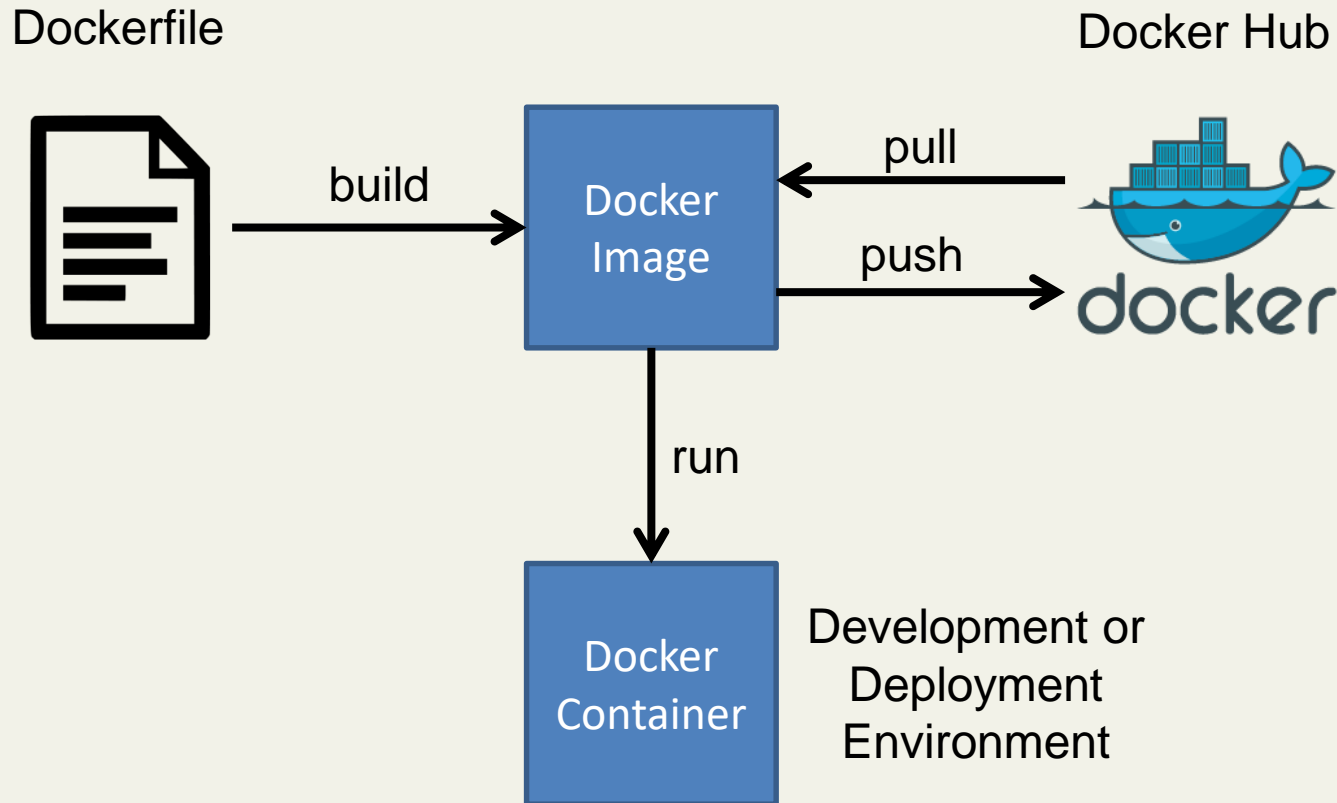 Dockerfile
Docker Hub
build
Docker
Image
pull
push
docker
run
Docker
Container
Development or
Deployment
Environment